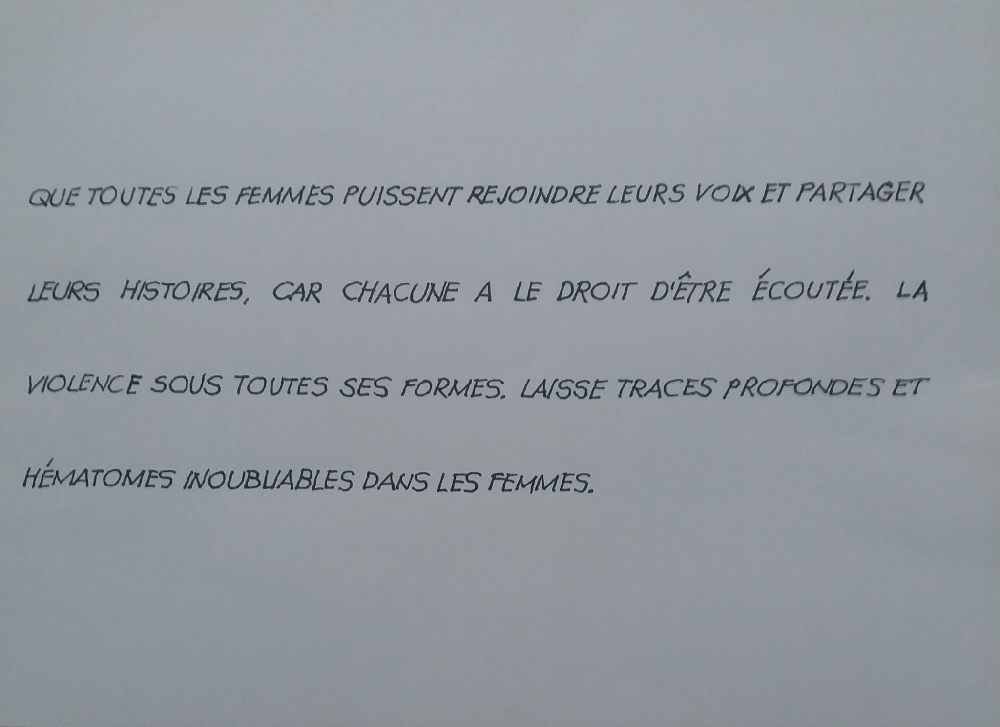 QUE TOUTES LES FEMMES PUISSENT REJOINDRE LEURS VOIX ET PARTAGER
LEURS HISTOIRES, CAR CHACUNE A LE DROIT D'ÊTRE ÉCOUTÉE. LA
VIOLENCE SOUS TOUTES SES FORMES. LAISSE TRACES PROFONDES ET
HÉMATOMES INOUBLIABLES DANS LES FEMMES.